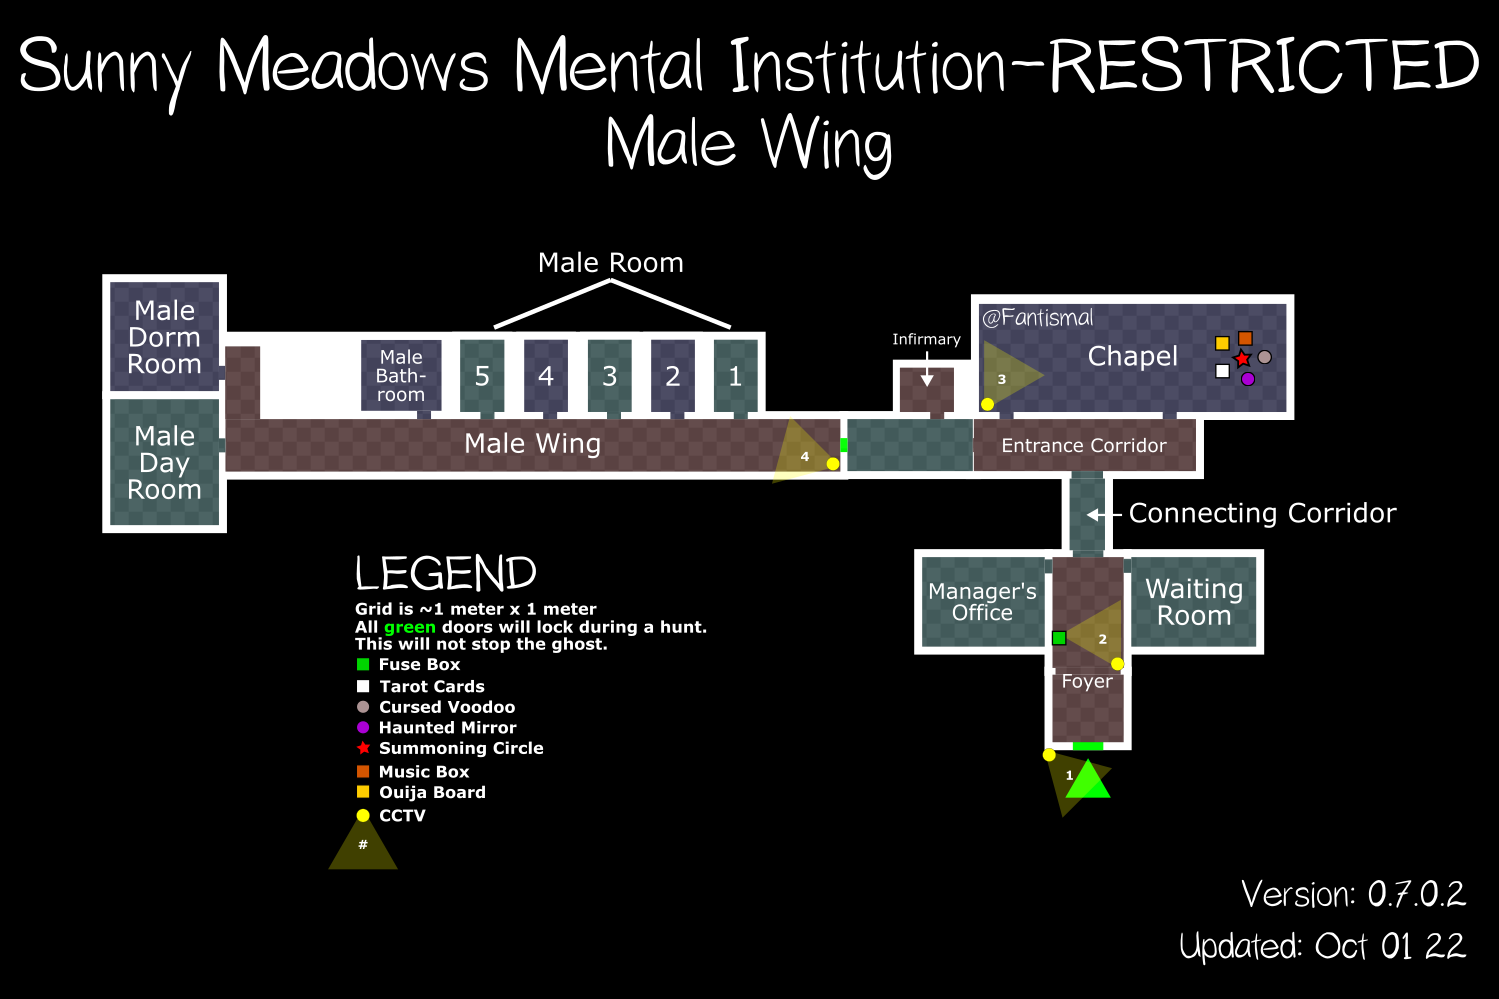 Sunny Meadows Mental Institution-RESTRICTED
Male Wing
Male Room
Male
Dorm
Room
Male
Bath-
room
5
4
3
2
1
Infirmary
@Fantismal
Chapel
3
Male
Day
Room
Male Wing
4
Entrance Corridor
Connecting Corridor
Manager's
Office
Waiting
Room
2
Foyer
1
LEGEND
Grid is ~1 meter x 1 meter
All green doors will lock during a hunt.
This will not stop the ghost.
Fuse Box
Tarot Cards
Cursed Voodoo
Haunted Mirror
Summoning Circle
Music Box
Ouija Board
CCTV
#
Version: 0.7.0.2
Updated: Oct 01 22